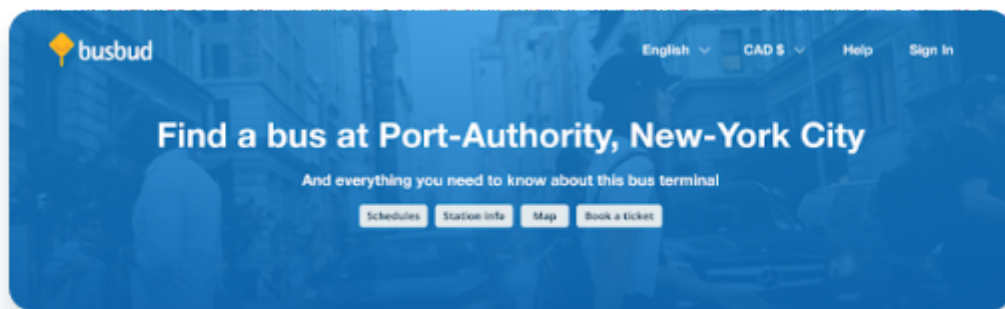 busbud
English CAD $ Help Sign In
Find a bus at Port-Authority, New-York City
And everything you need to know about this bus terminal
Schedules Station info Map Book a ticket